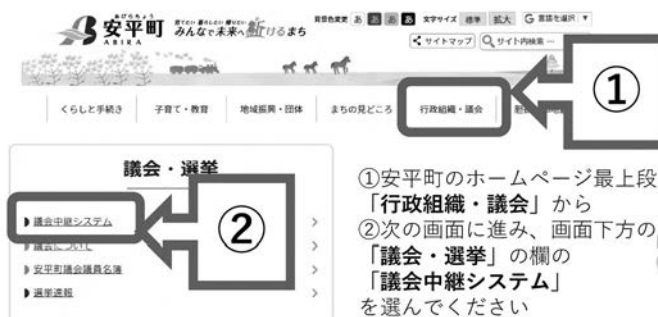 あびらちょう
安平町
ABIRA
育てたい 暮らしたい 帰りたい
みんなで未来へ駈けるまち
背景色変更 あ あ あ あ 文字サイズ 標準 拡大 G 言語を選択 ▼
サイトマップ サイト内検索
くらしと手続き 子育て・教育 地域振興・団体 まちの見どころ 行政組織・議会
①
議会・選挙
議会中継システム
議会について
安平町議会議員名簿
選挙速報
②
①安平町のホームページ最上段
「行政組織・議会」から
②次の画面に進み、画面下方の
「議会・選挙」の欄の
「議会中継システム」
を選んでください